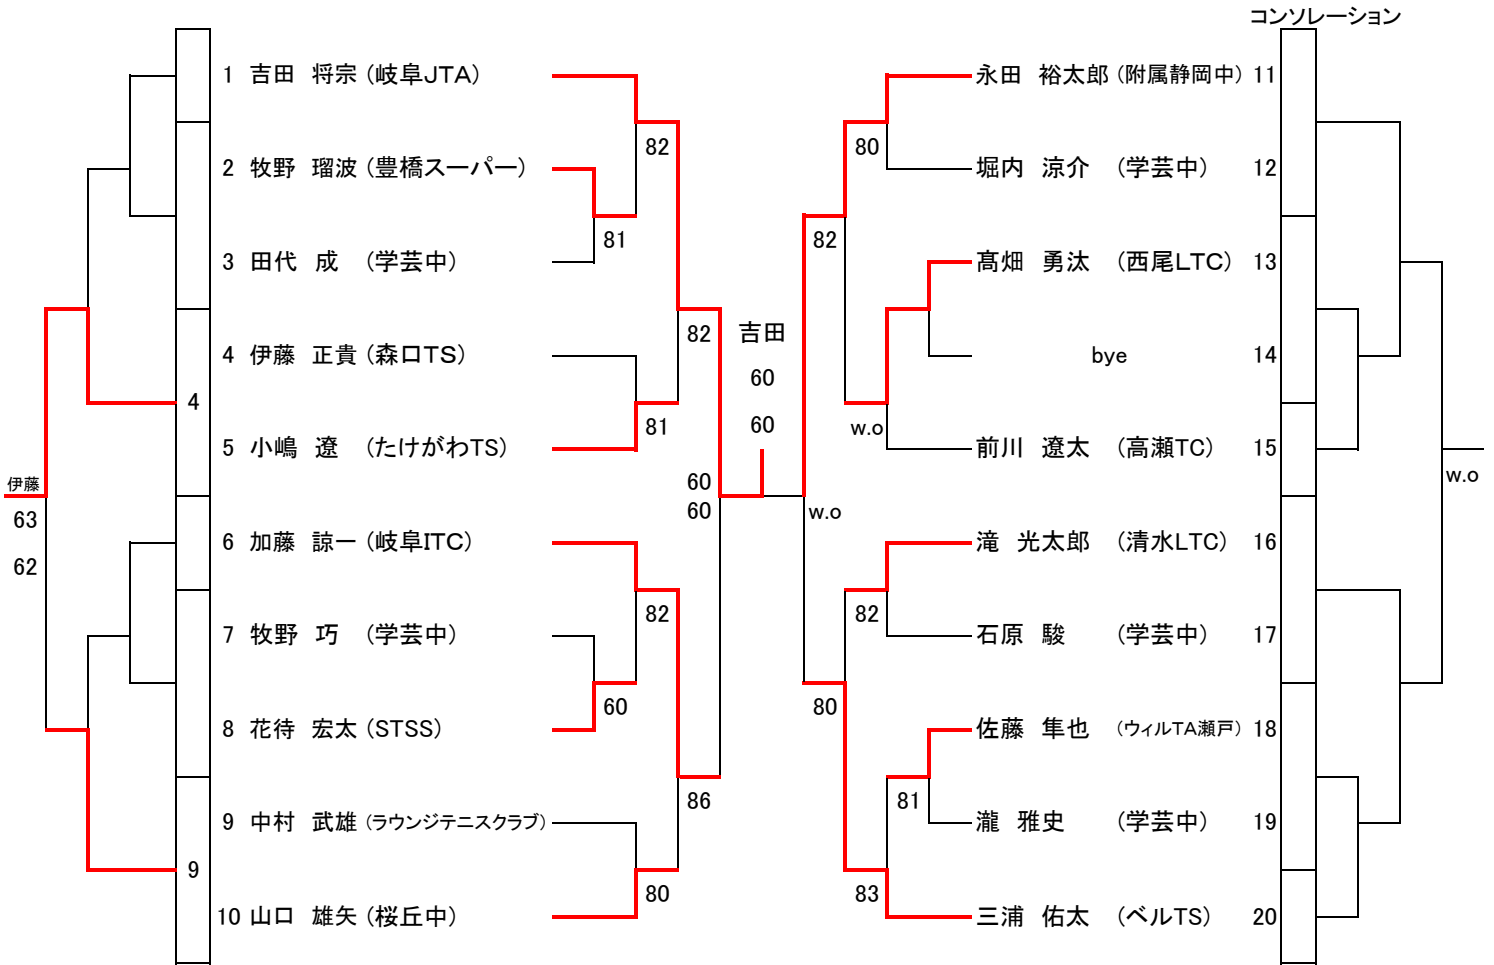 コンソレーション
1 吉田 将宗 (岐阜JTA)
2 牧野 瑠波 (豊橋スーパー)
3 田代 成 (学芸中)
4 伊藤 正貴 (森口TS)
5 小嶋 遼 (たけがわTS)
6 加藤 諒一 (岐阜ITC)
7 牧野 巧 (学芸中)
8 花待 宏太 (STSS)
9 中村 武雄 (ラウンジテニスクラブ)
10 山口 雄矢 (桜丘中)
4
9
伊藤
63
62
82
81
82
81
60
60
82
60
86
80
吉田
60
60
80
82
w.o
w.o
82
80
81
83
永田 裕太郎 (附属静岡中) 11
堀内 涼介 (学芸中) 12
髙畑 勇汰 (西尾LTC) 13
bye 14
前川 遼太 (高瀬TC) 15
滝 光太郎 (清水LTC) 16
石原 駿 (学芸中) 17
佐藤 隼也 (ウィルTA瀬戸) 18
瀧 雅史 (学芸中) 19
三浦 佑太 (ベルTS) 20
w.o